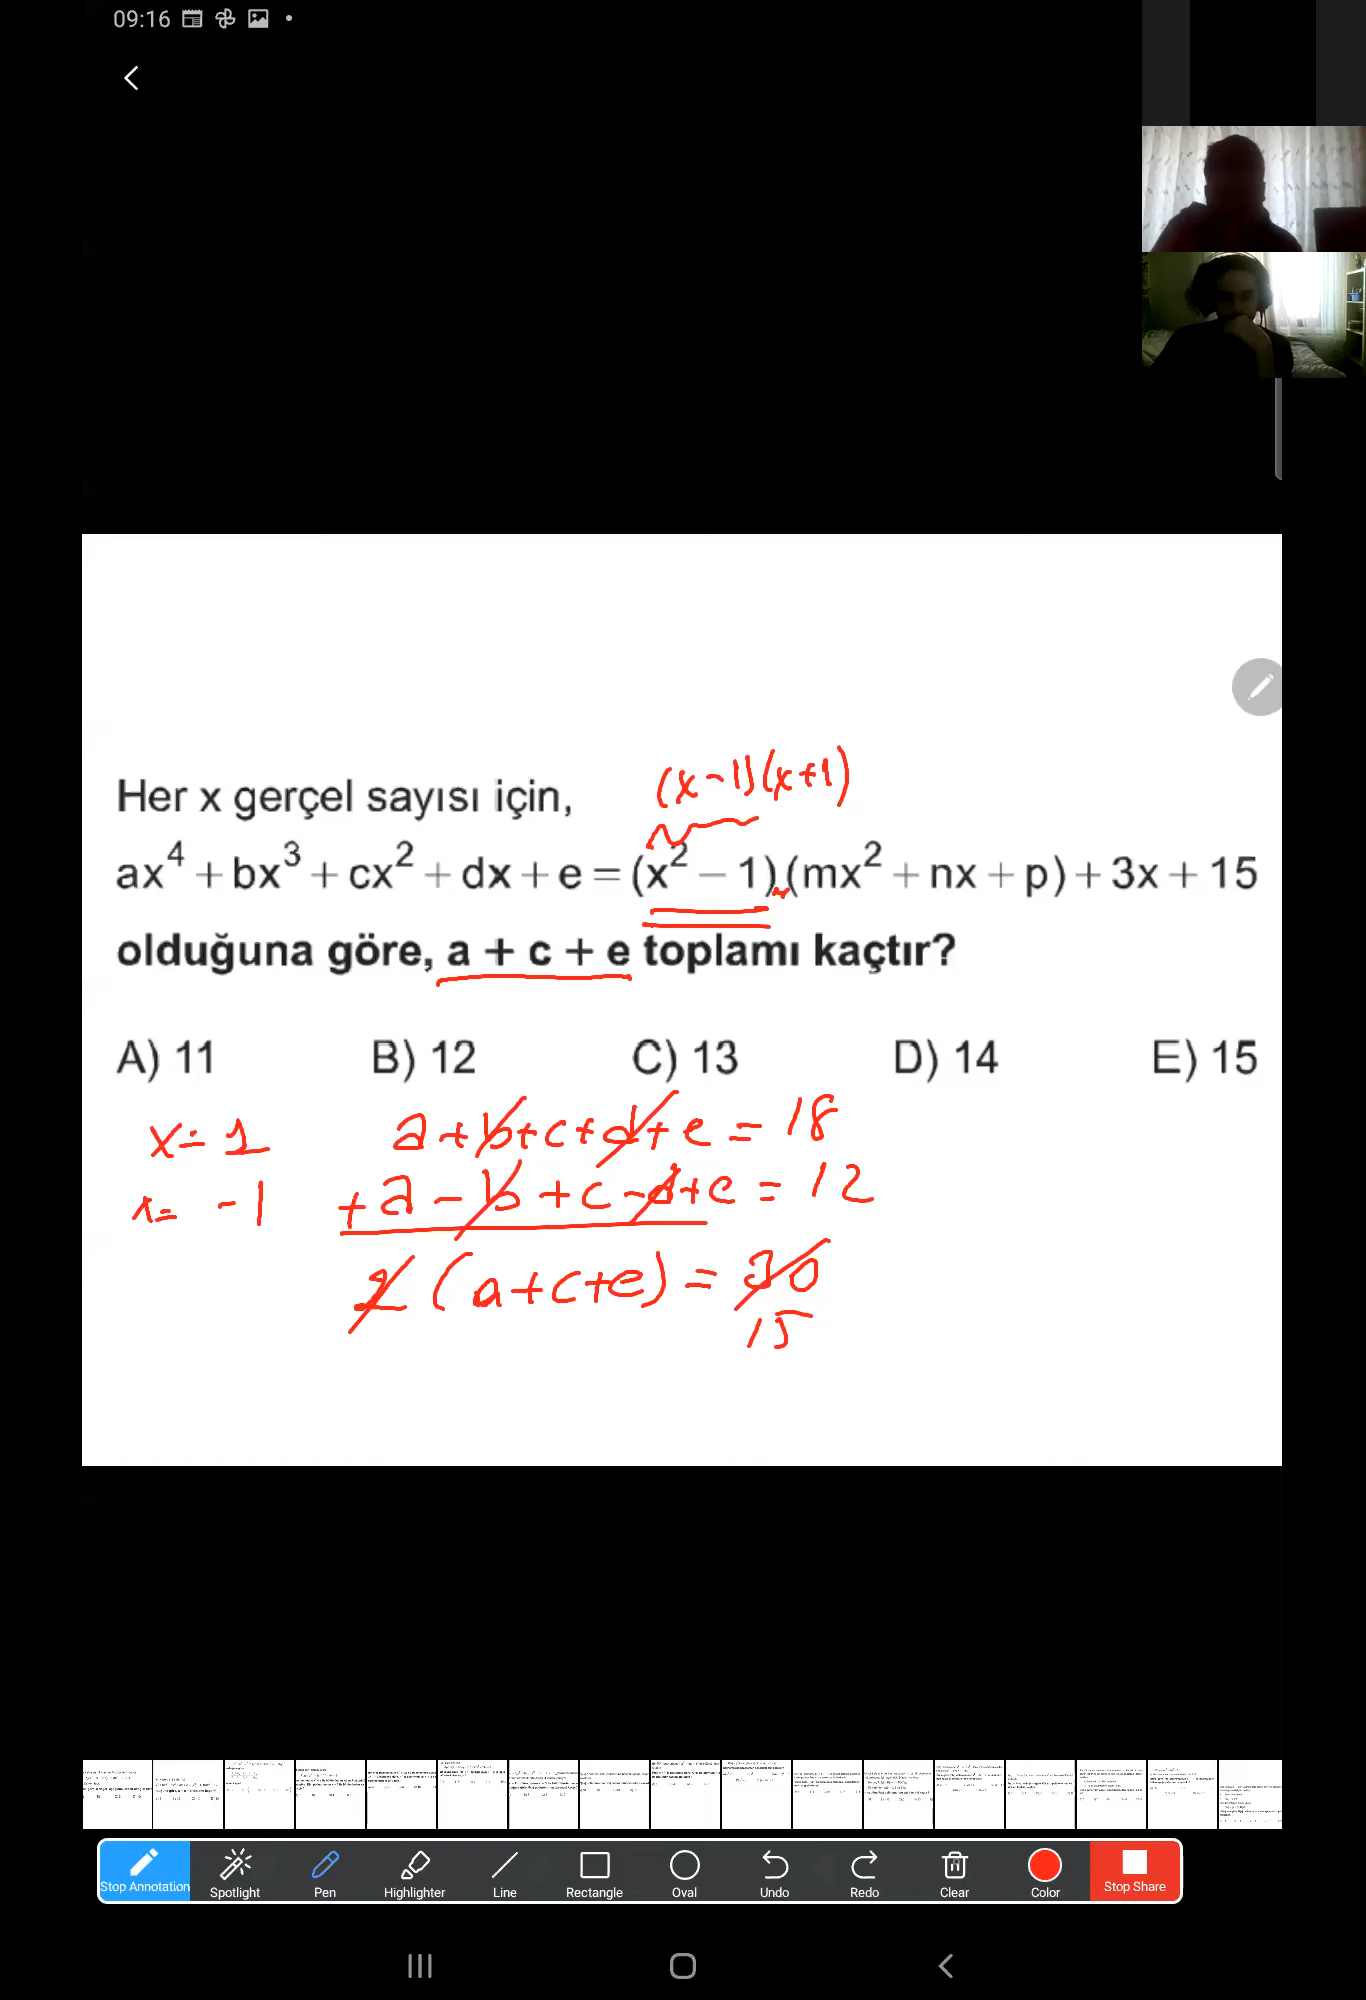 09:16
(x-1)(x+1)
Her x gerçel sayısı için,
ax⁴ + bx³ + cx² + dx + e = (x² − 1).(mx² + nx + p) + 3x + 15
olduğuna göre, a + c + e toplamı kaçtır?
A) 11 B) 12 C) 13 D) 14 E) 15
x = 1 a + b + c + d + e = 18
x = -1 + a - b + c - d + e = 12
2 (a + c + e) = 30
15
Stop Annotation Spotlight Pen Highlighter Line Rectangle Oval Undo Redo Clear Color Stop Share